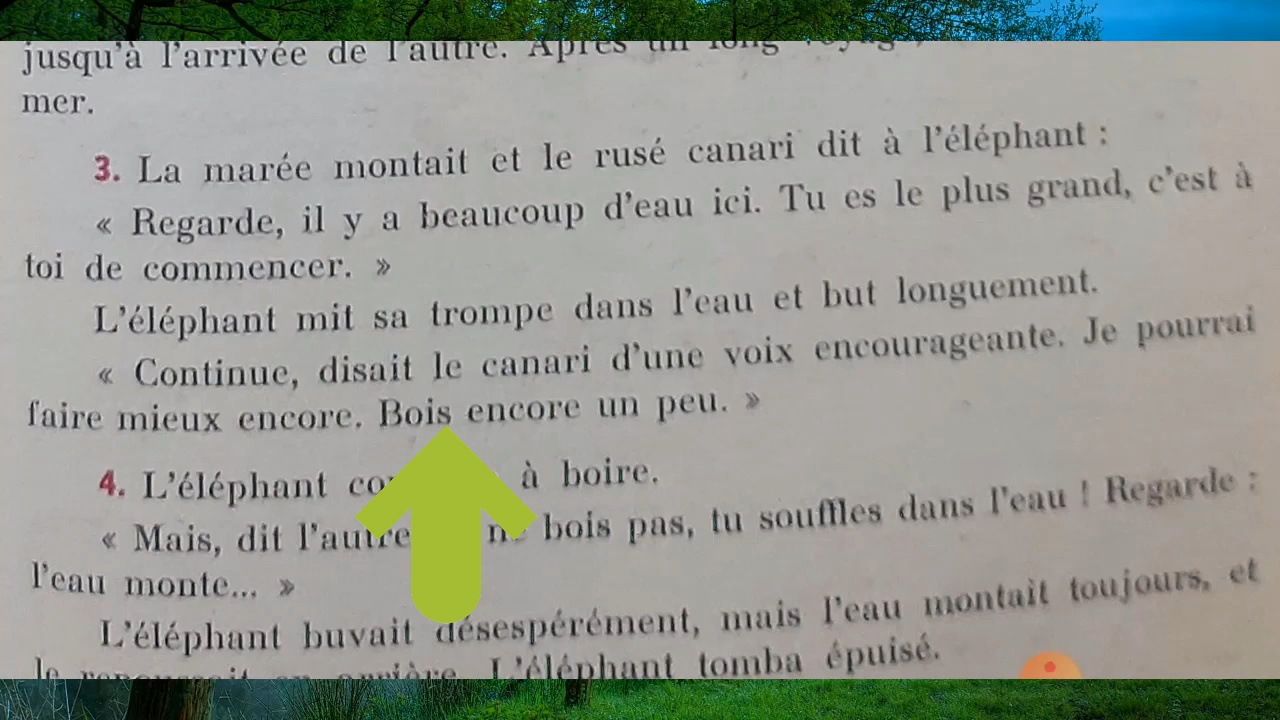 jusqu'à l'arrivée de l'autre. Après un long
mer.
3. La marée montait et le rusé canari dit à l'éléphant :
« Regarde, il y a beaucoup d'eau ici. Tu es le plus grand, c'est à
toi de commencer. »
L'éléphant mit sa trompe dans l'eau et but longuement.
« Continue, disait le canari d'une voix encourageante. Je pourrai
faire mieux encore. Bois encore un peu. »
4. L'éléphant à boire.
« Mais, dit l'autre bois pas, tu souffles dans l'eau ! Regarde :
l'eau monte... »
L'éléphant buvait désespérément, mais l'eau montait toujours, et
le L'éléphant tomba épuisé.